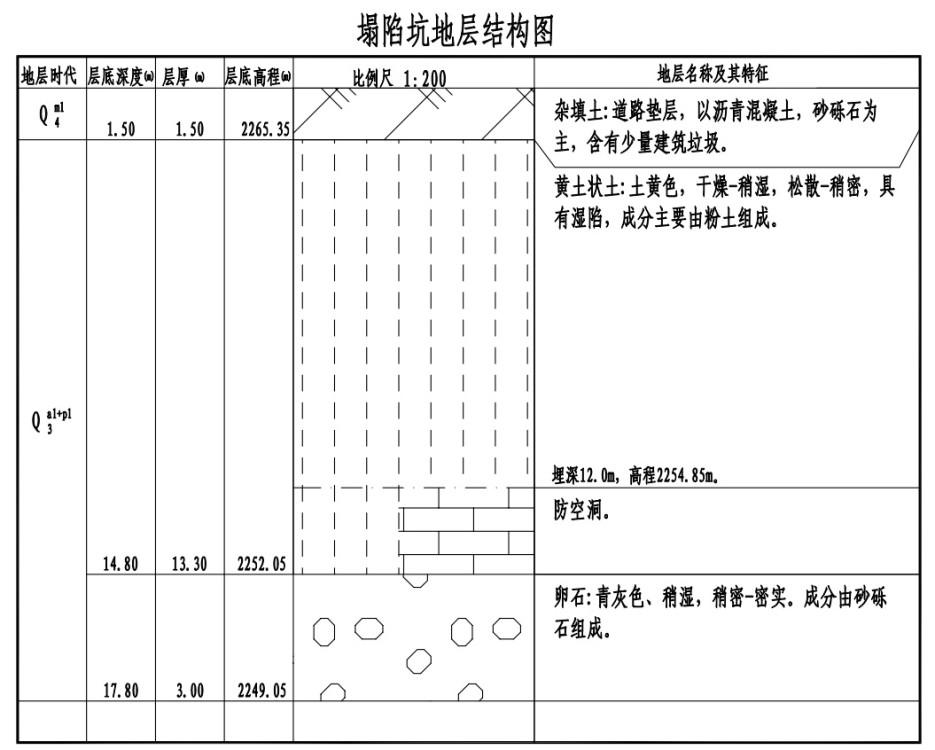 塌陷坑地层结构图
地层时代 层底深度(m) 层厚(m) 层底高程(m) 比例尺 1:200 地层名称及其特征
Q 4 ml 1.50 1.50 2265.35
杂填土:道路垫层，以沥青混凝土，砂砾石为
主，含有少量建筑垃圾。
黄土状土:土黄色，干燥-稍湿，松散-稍密，具
有湿陷，成分主要由粉土组成。
Q 3 al+pl
埋深12.0m，高程2254.85m。
防空洞。
14.80 13.30 2252.05
卵石:青灰色、稍湿，稍密-密实。成分由砂砾
石组成。
17.80 3.00 2249.05